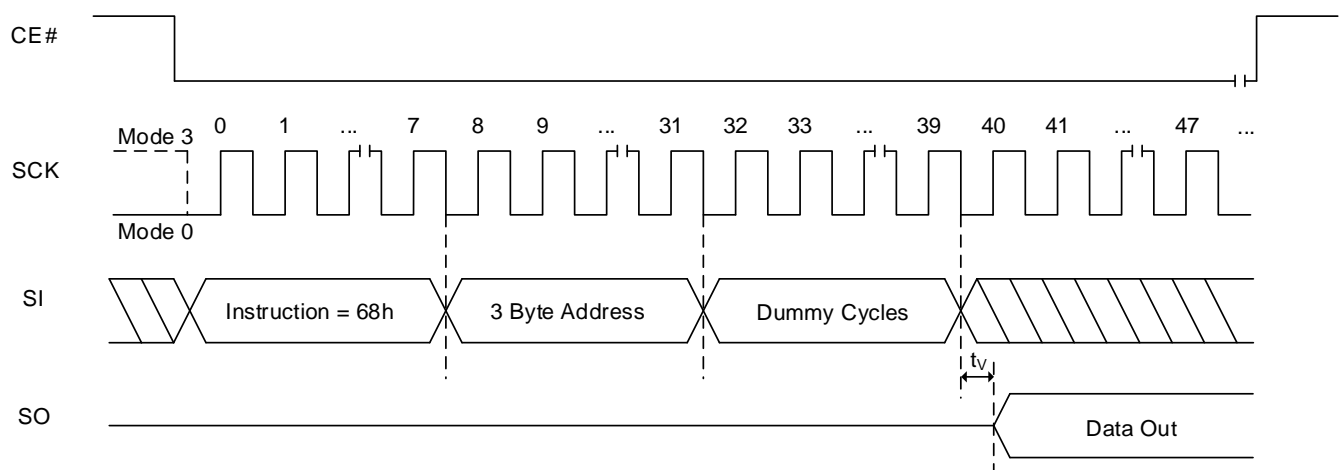 CE#
Mode 3 0 1 ... 7 8 9 ... 31 32 33 ... 39 40 41 ... 47 ...
SCK
Mode 0
SI Instruction = 68h 3 Byte Address Dummy Cycles
tV
SO Data Out